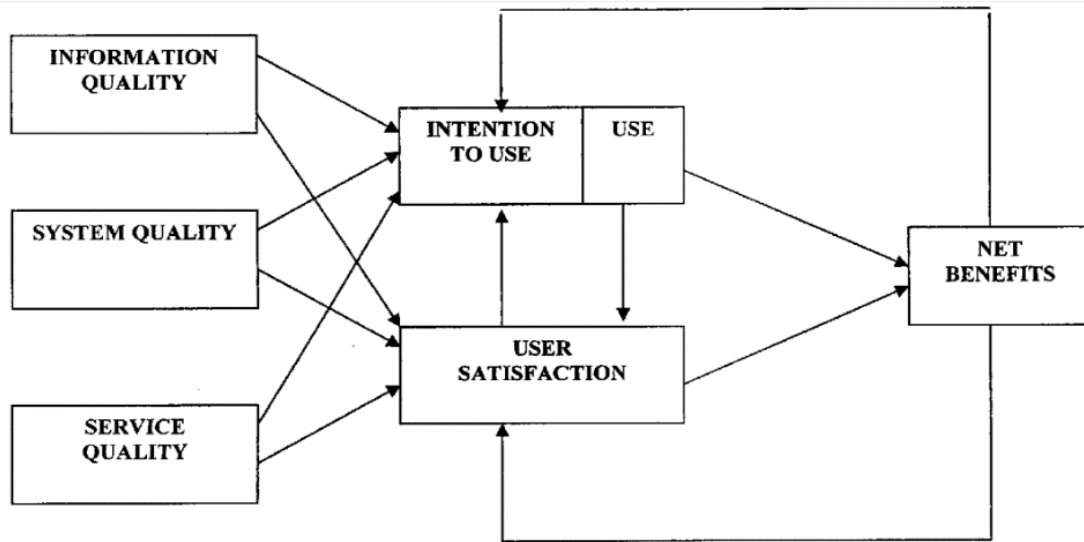 INFORMATION
QUALITY
INTENTION
TO USE
USE
SYSTEM QUALITY
NET
BENEFITS
USER
SATISFACTION
SERVICE
QUALITY